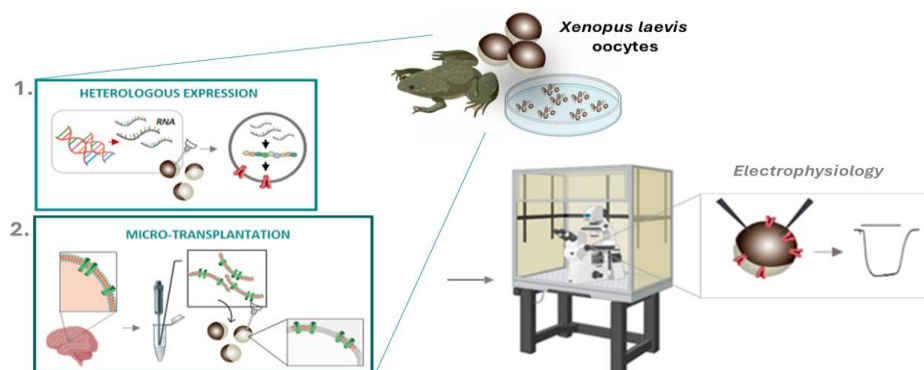 Xenopus laevis
oocytes
1.
HETEROLOGOUS EXPRESSION
RNA
2.
MICRO-TRANSPLANTATION
Electrophysiology